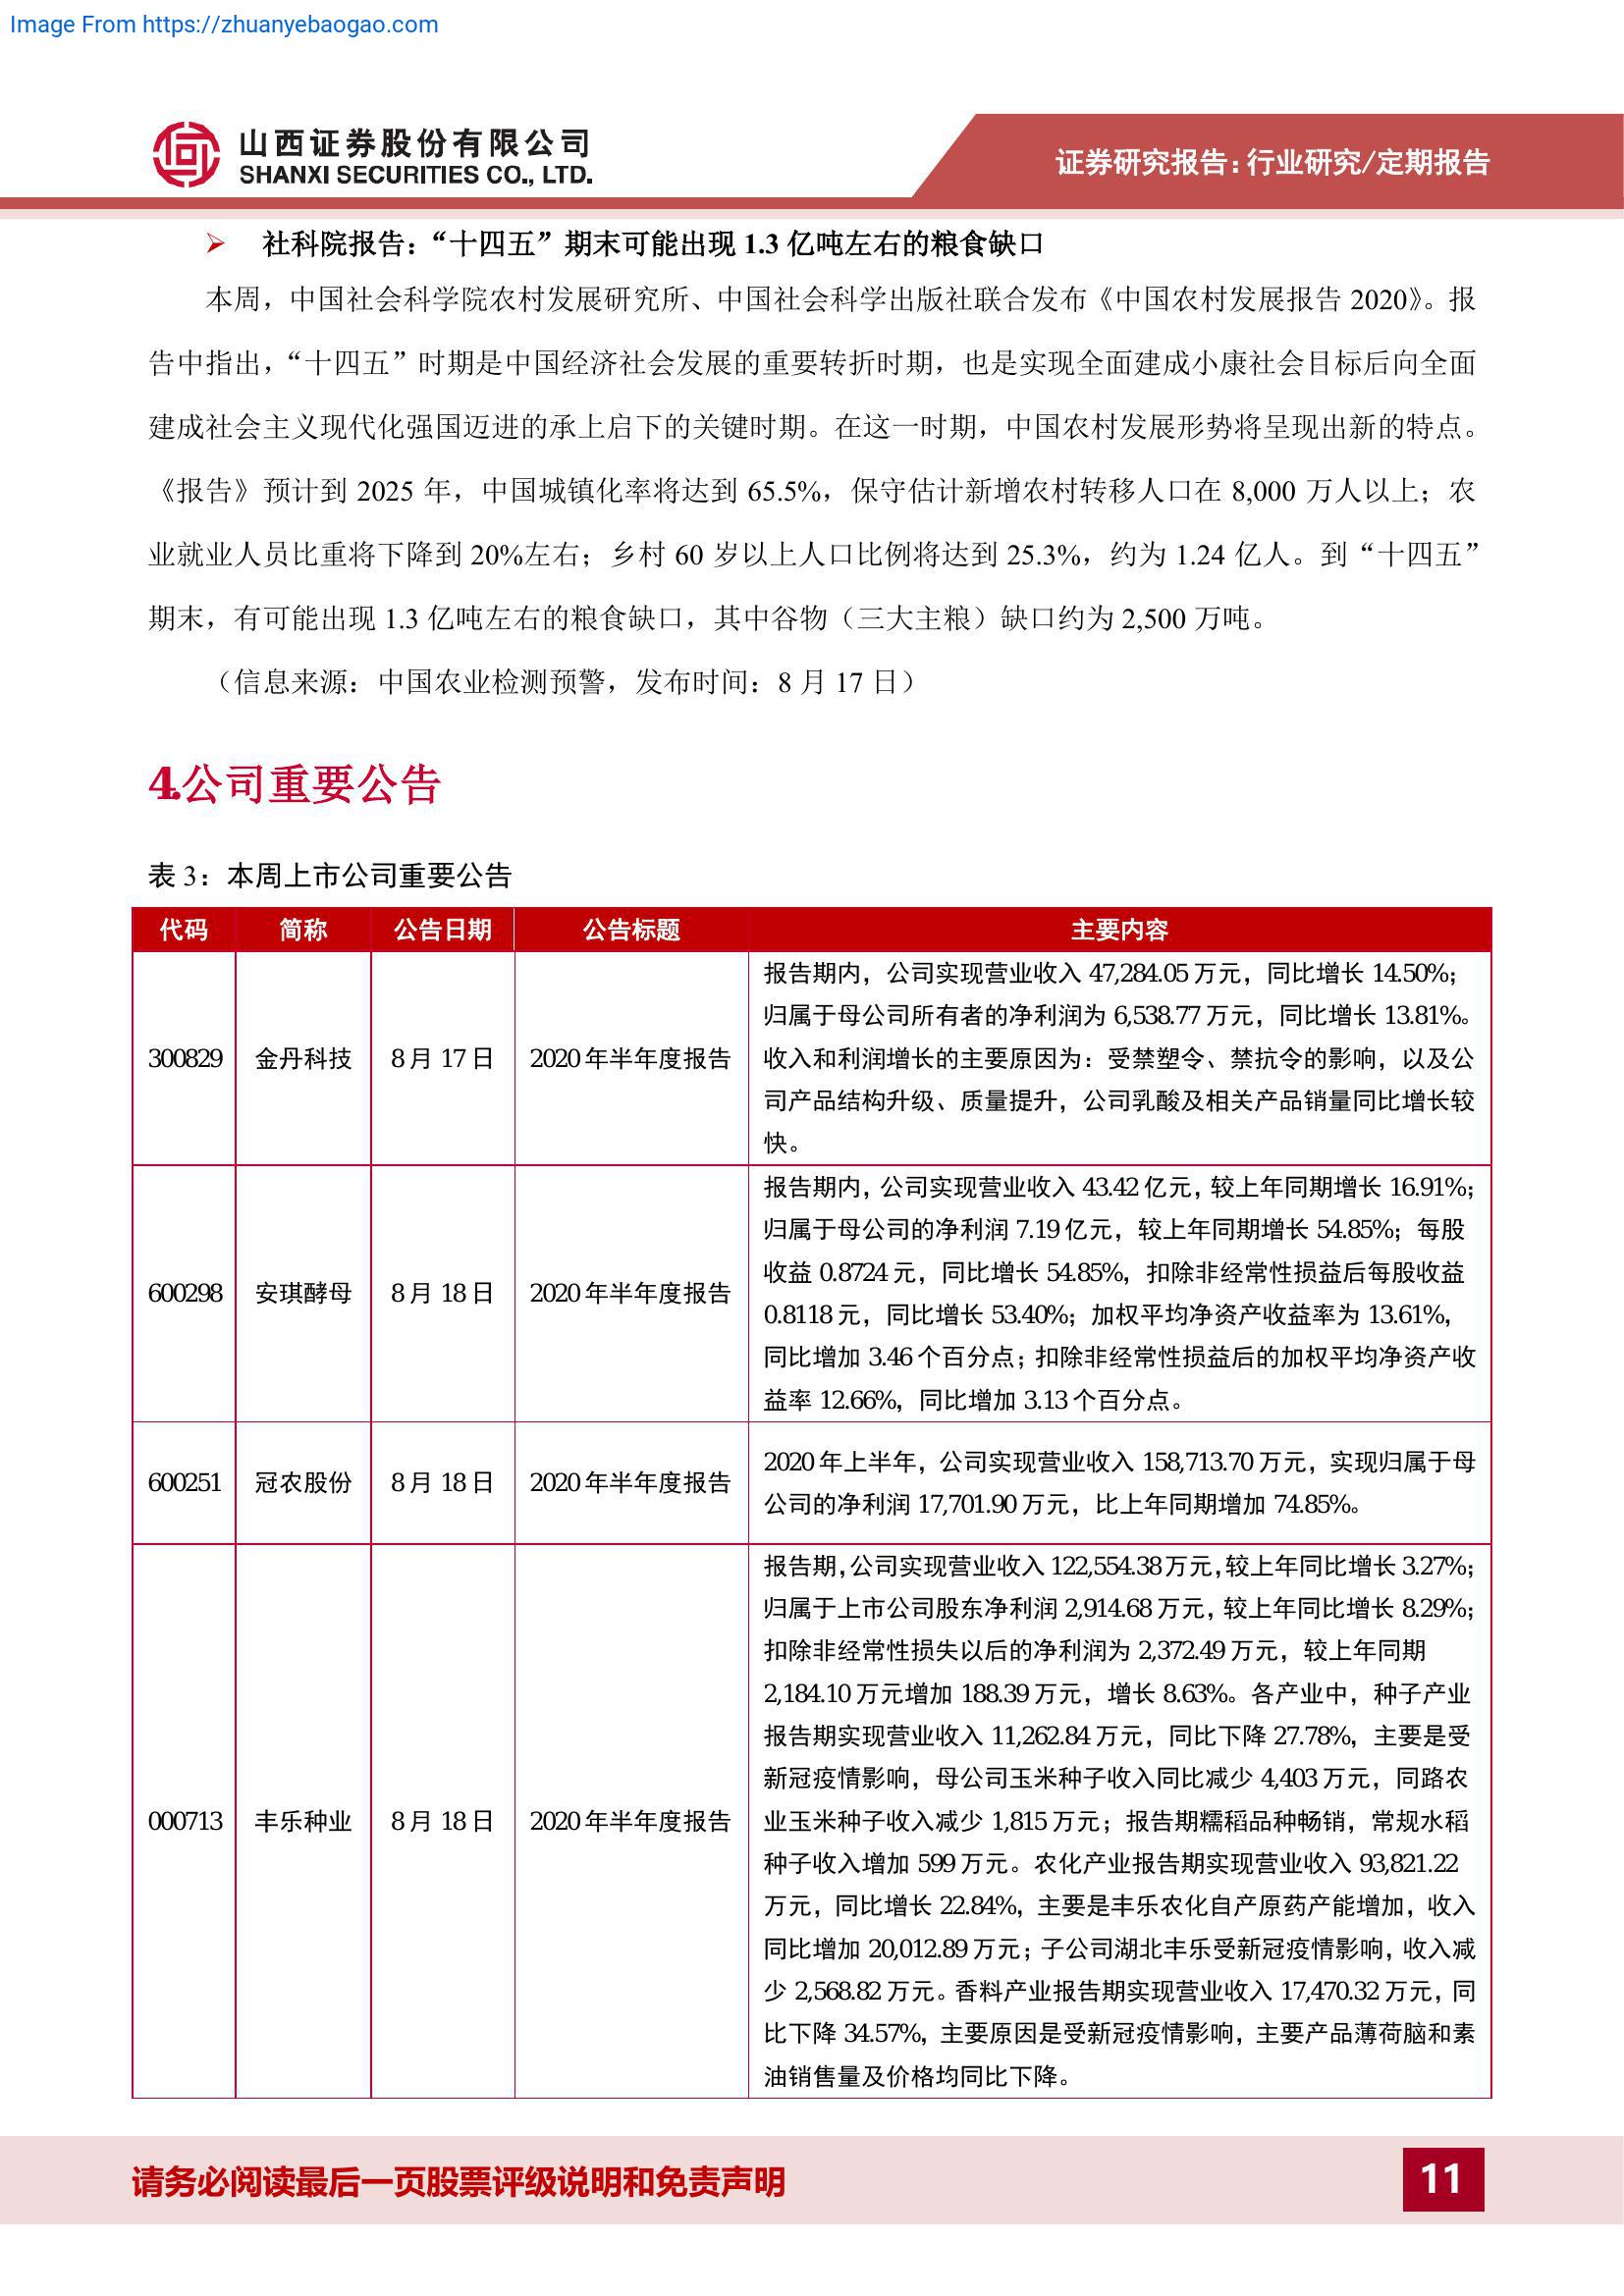 Image From https://zhuanyebaogao.com
山西证券股份有限公司
SHANXI SECURITIES CO., LTD.
证券研究报告：行业研究/定期报告
➢ 社科院报告：“十四五”期末可能出现 1.3 亿吨左右的粮食缺口
本周，中国社会科学院农村发展研究所、中国社会科学出版社联合发布《中国农村发展报告 2020》。报
告中指出，“十四五”时期是中国经济社会发展的重要转折时期，也是实现全面建成小康社会目标后向全面
建成社会主义现代化强国迈进的承上启下的关键时期。在这一时期，中国农村发展形势将呈现出新的特点。
《报告》预计到 2025 年，中国城镇化率将达到 65.5%，保守估计新增农村转移人口在 8,000 万人以上；农
业就业人员比重将下降到 20%左右；乡村 60 岁以上人口比例将达到 25.3%，约为 1.24 亿人。到“十四五”
期末，有可能出现 1.3 亿吨左右的粮食缺口，其中谷物（三大主粮）缺口约为 2,500 万吨。
（信息来源：中国农业检测预警，发布时间：8 月 17 日）
4.公司重要公告
表 3：本周上市公司重要公告
代码 简称 公告日期 公告标题 主要内容
300829 金丹科技 8 月 17 日 2020 年半年度报告
报告期内，公司实现营业收入 47,284.05 万元，同比增长 14.50%；
归属于母公司所有者的净利润为 6,538.77 万元，同比增长 13.81%。
收入和利润增长的主要原因为：受禁塑令、禁抗令的影响，以及公
司产品结构升级、质量提升，公司乳酸及相关产品销量同比增长较
快。
600298 安琪酵母 8 月 18 日 2020 年半年度报告
报告期内，公司实现营业收入 43.42 亿元，较上年同期增长 16.91%；
归属于母公司的净利润 7.19 亿元，较上年同期增长 54.85%；每股
收益 0.8724 元，同比增长 54.85%，扣除非经常性损益后每股收益
0.8118 元，同比增长 53.40%；加权平均净资产收益率为 13.61%，
同比增加 3.46 个百分点；扣除非经常性损益后的加权平均净资产收
益率 12.66%，同比增加 3.13 个百分点。
600251 冠农股份 8 月 18 日 2020 年半年度报告
2020 年上半年，公司实现营业收入 158,713.70 万元，实现归属于母
公司的净利润 17,701.90 万元，比上年同期增加 74.85%。
000713 丰乐种业 8 月 18 日 2020 年半年度报告
报告期，公司实现营业收入 122,554.38 万元，较上年同比增长 3.27%；
归属于上市公司股东净利润 2,914.68 万元，较上年同比增长 8.29%；
扣除非经常性损失以后的净利润为 2,372.49 万元，较上年同期
2,184.10 万元增加 188.39 万元，增长 8.63%。各产业中，种子产业
报告期实现营业收入 11,262.84 万元，同比下降 27.78%，主要是受
新冠疫情影响，母公司玉米种子收入同比减少 4,403 万元，同路农
业玉米种子收入减少 1,815 万元；报告期糯稻品种畅销，常规水稻
种子收入增加 599 万元。农化产业报告期实现营业收入 93,821.22
万元，同比增长 22.84%，主要是丰乐农化自产原药产能增加，收入
同比增加 20,012.89 万元；子公司湖北丰乐受新冠疫情影响，收入减
少 2,568.82 万元。香料产业报告期实现营业收入 17,470.32 万元，同
比下降 34.57%，主要原因是受新冠疫情影响，主要产品薄荷脑和素
油销售量及价格均同比下降。
请务必阅读最后一页股票评级说明和免责声明
11